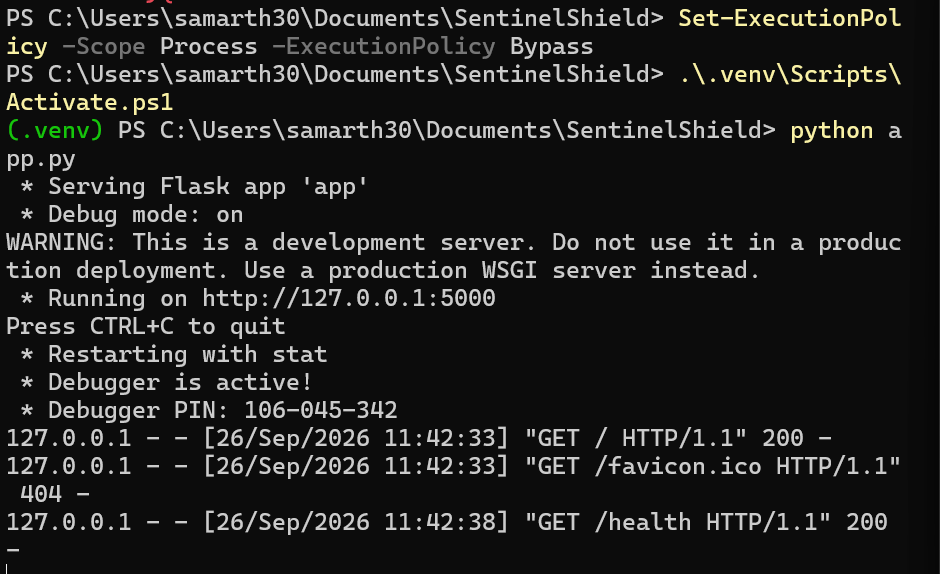 PS C:\Users\samarth30\Documents\SentinelShield> Set-ExecutionPol
icy -Scope Process -ExecutionPolicy Bypass
PS C:\Users\samarth30\Documents\SentinelShield> .\.venv\Scripts\
Activate.ps1
(.venv) PS C:\Users\samarth30\Documents\SentinelShield> python a
pp.py
 * Serving Flask app 'app'
 * Debug mode: on
WARNING: This is a development server. Do not use it in a produc
tion deployment. Use a production WSGI server instead.
 * Running on http://127.0.0.1:5000
Press CTRL+C to quit
 * Restarting with stat
 * Debugger is active!
 * Debugger PIN: 106-045-342
127.0.0.1 - - [26/Sep/2026 11:42:33] "GET / HTTP/1.1" 200 -
127.0.0.1 - - [26/Sep/2026 11:42:33] "GET /favicon.ico HTTP/1.1"
 404 -
127.0.0.1 - - [26/Sep/2026 11:42:38] "GET /health HTTP/1.1" 200
-